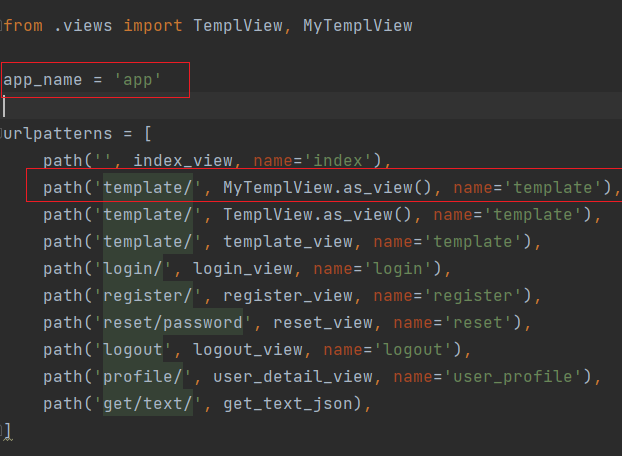 from .views import TemplView, MyTemplView
app_name = 'app'
urlpatterns = [
path('', index_view, name='index'),
path('template/', MyTemplView.as_view(), name='template'),
path('template/', TemplView.as_view(), name='template'),
path('template/', template_view, name='template'),
path('login/', login_view, name='login'),
path('register/', register_view, name='register'),
path('reset/password', reset_view, name='reset'),
path('logout', logout_view, name='logout'),
path('profile/', user_detail_view, name='user_profile'),
path('get/text/', get_text_json),
]